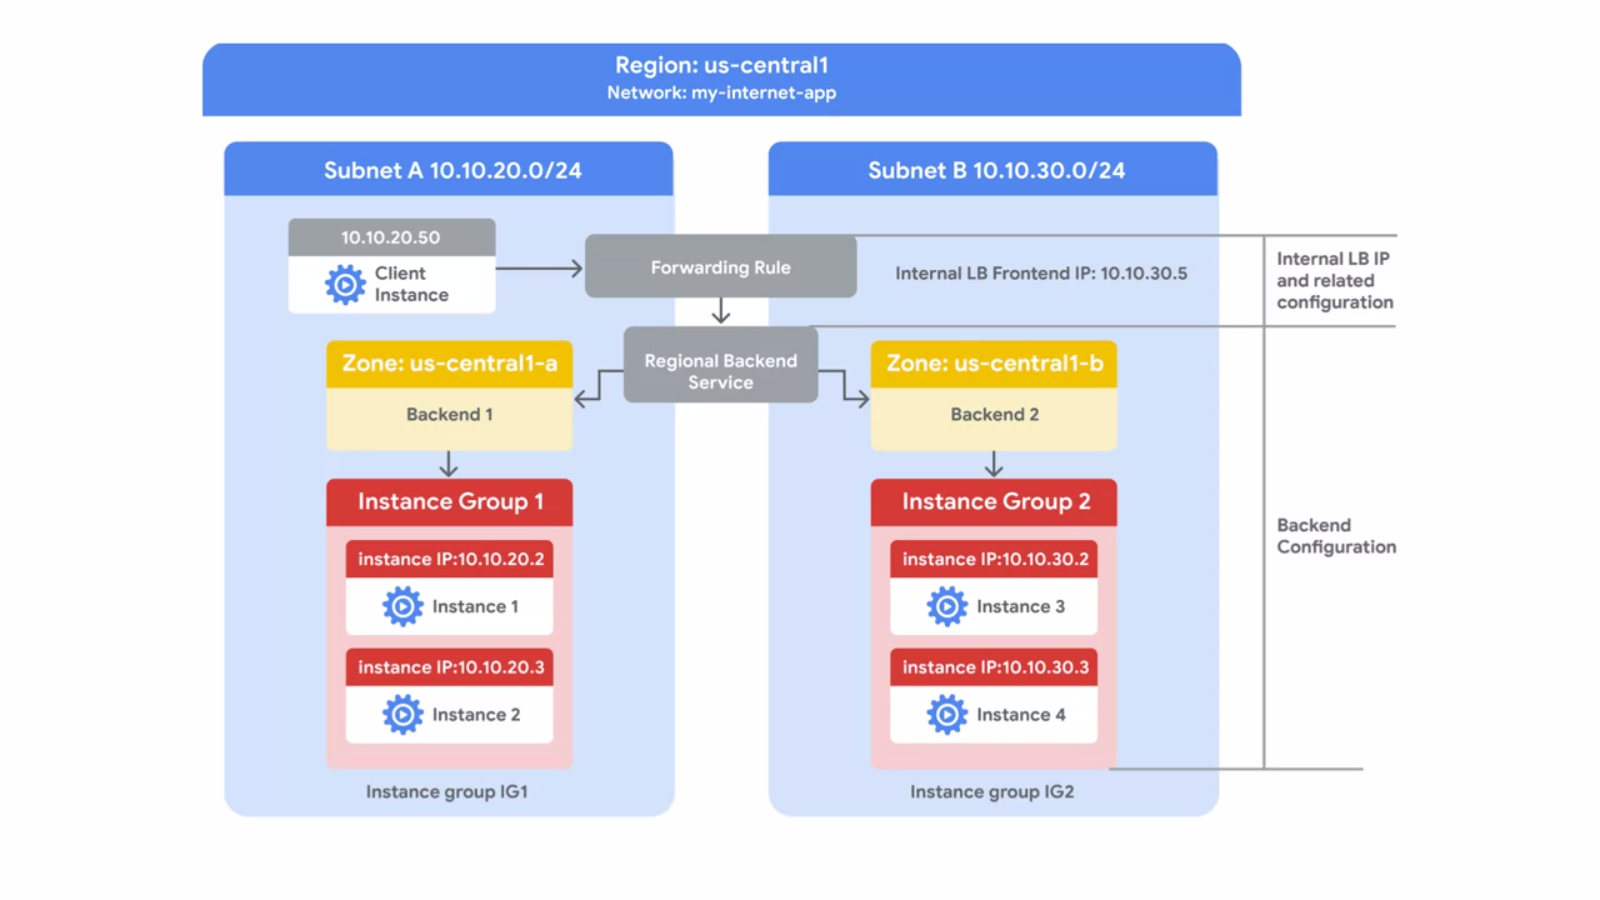 Region: us-central1
Network: my-internet-app
Subnet A 10.10.20.0/24
Subnet B 10.10.30.0/24
10.10.20.50
Client
Instance
Forwarding Rule
Internal LB Frontend IP: 10.10.30.5
Internal LB IP
and related
configuration
Regional Backend
Service
Zone: us-central1-a
Backend 1
Zone: us-central1-b
Backend 2
Instance Group 1
instance IP:10.10.20.2
Instance 1
instance IP:10.10.20.3
Instance 2
Instance group IG1
Instance Group 2
instance IP:10.10.30.2
Instance 3
instance IP:10.10.30.3
Instance 4
Instance group IG2
Backend
Configuration